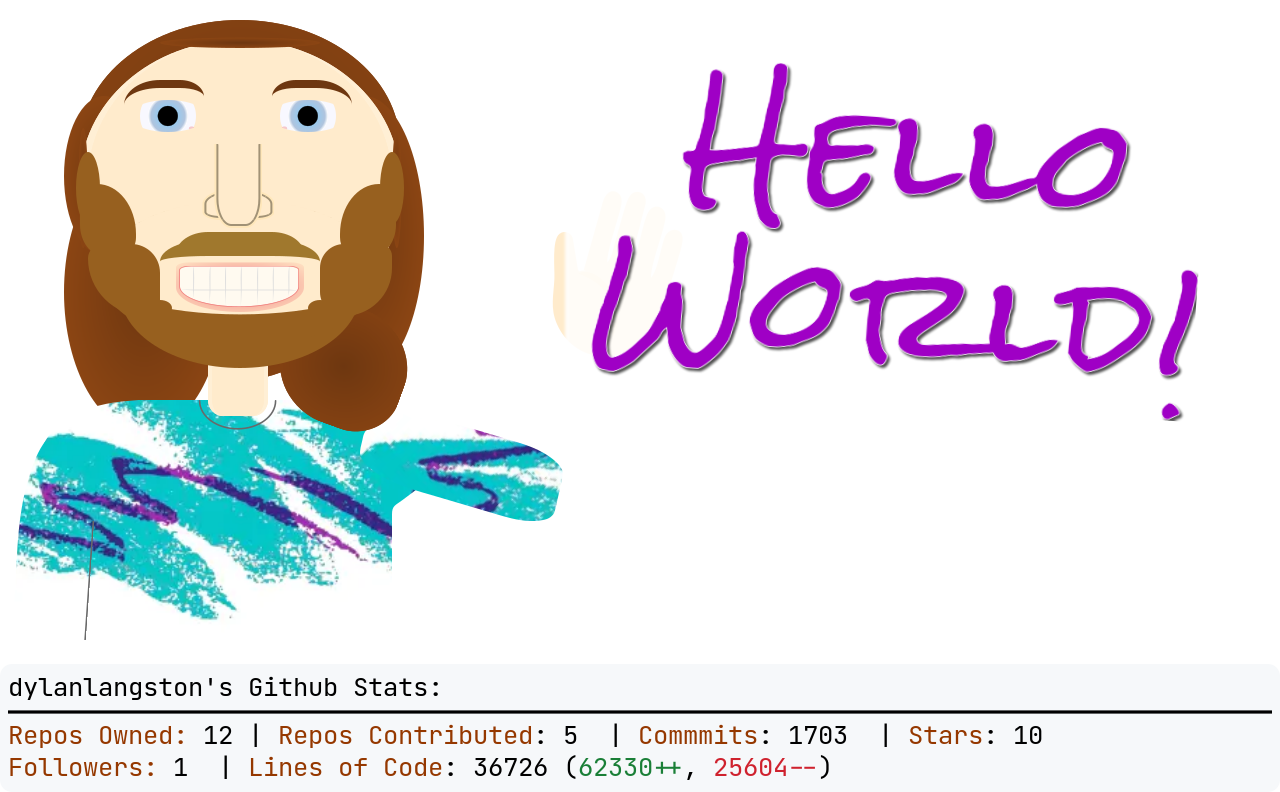 Hello
World!
dylanlangston's Github Stats:
Repos Owned: 12 | Repos Contributed: 5 | Commmits: 1703 | Stars: 10
Followers: 1 | Lines of Code: 36726 (62330++, 25604--)